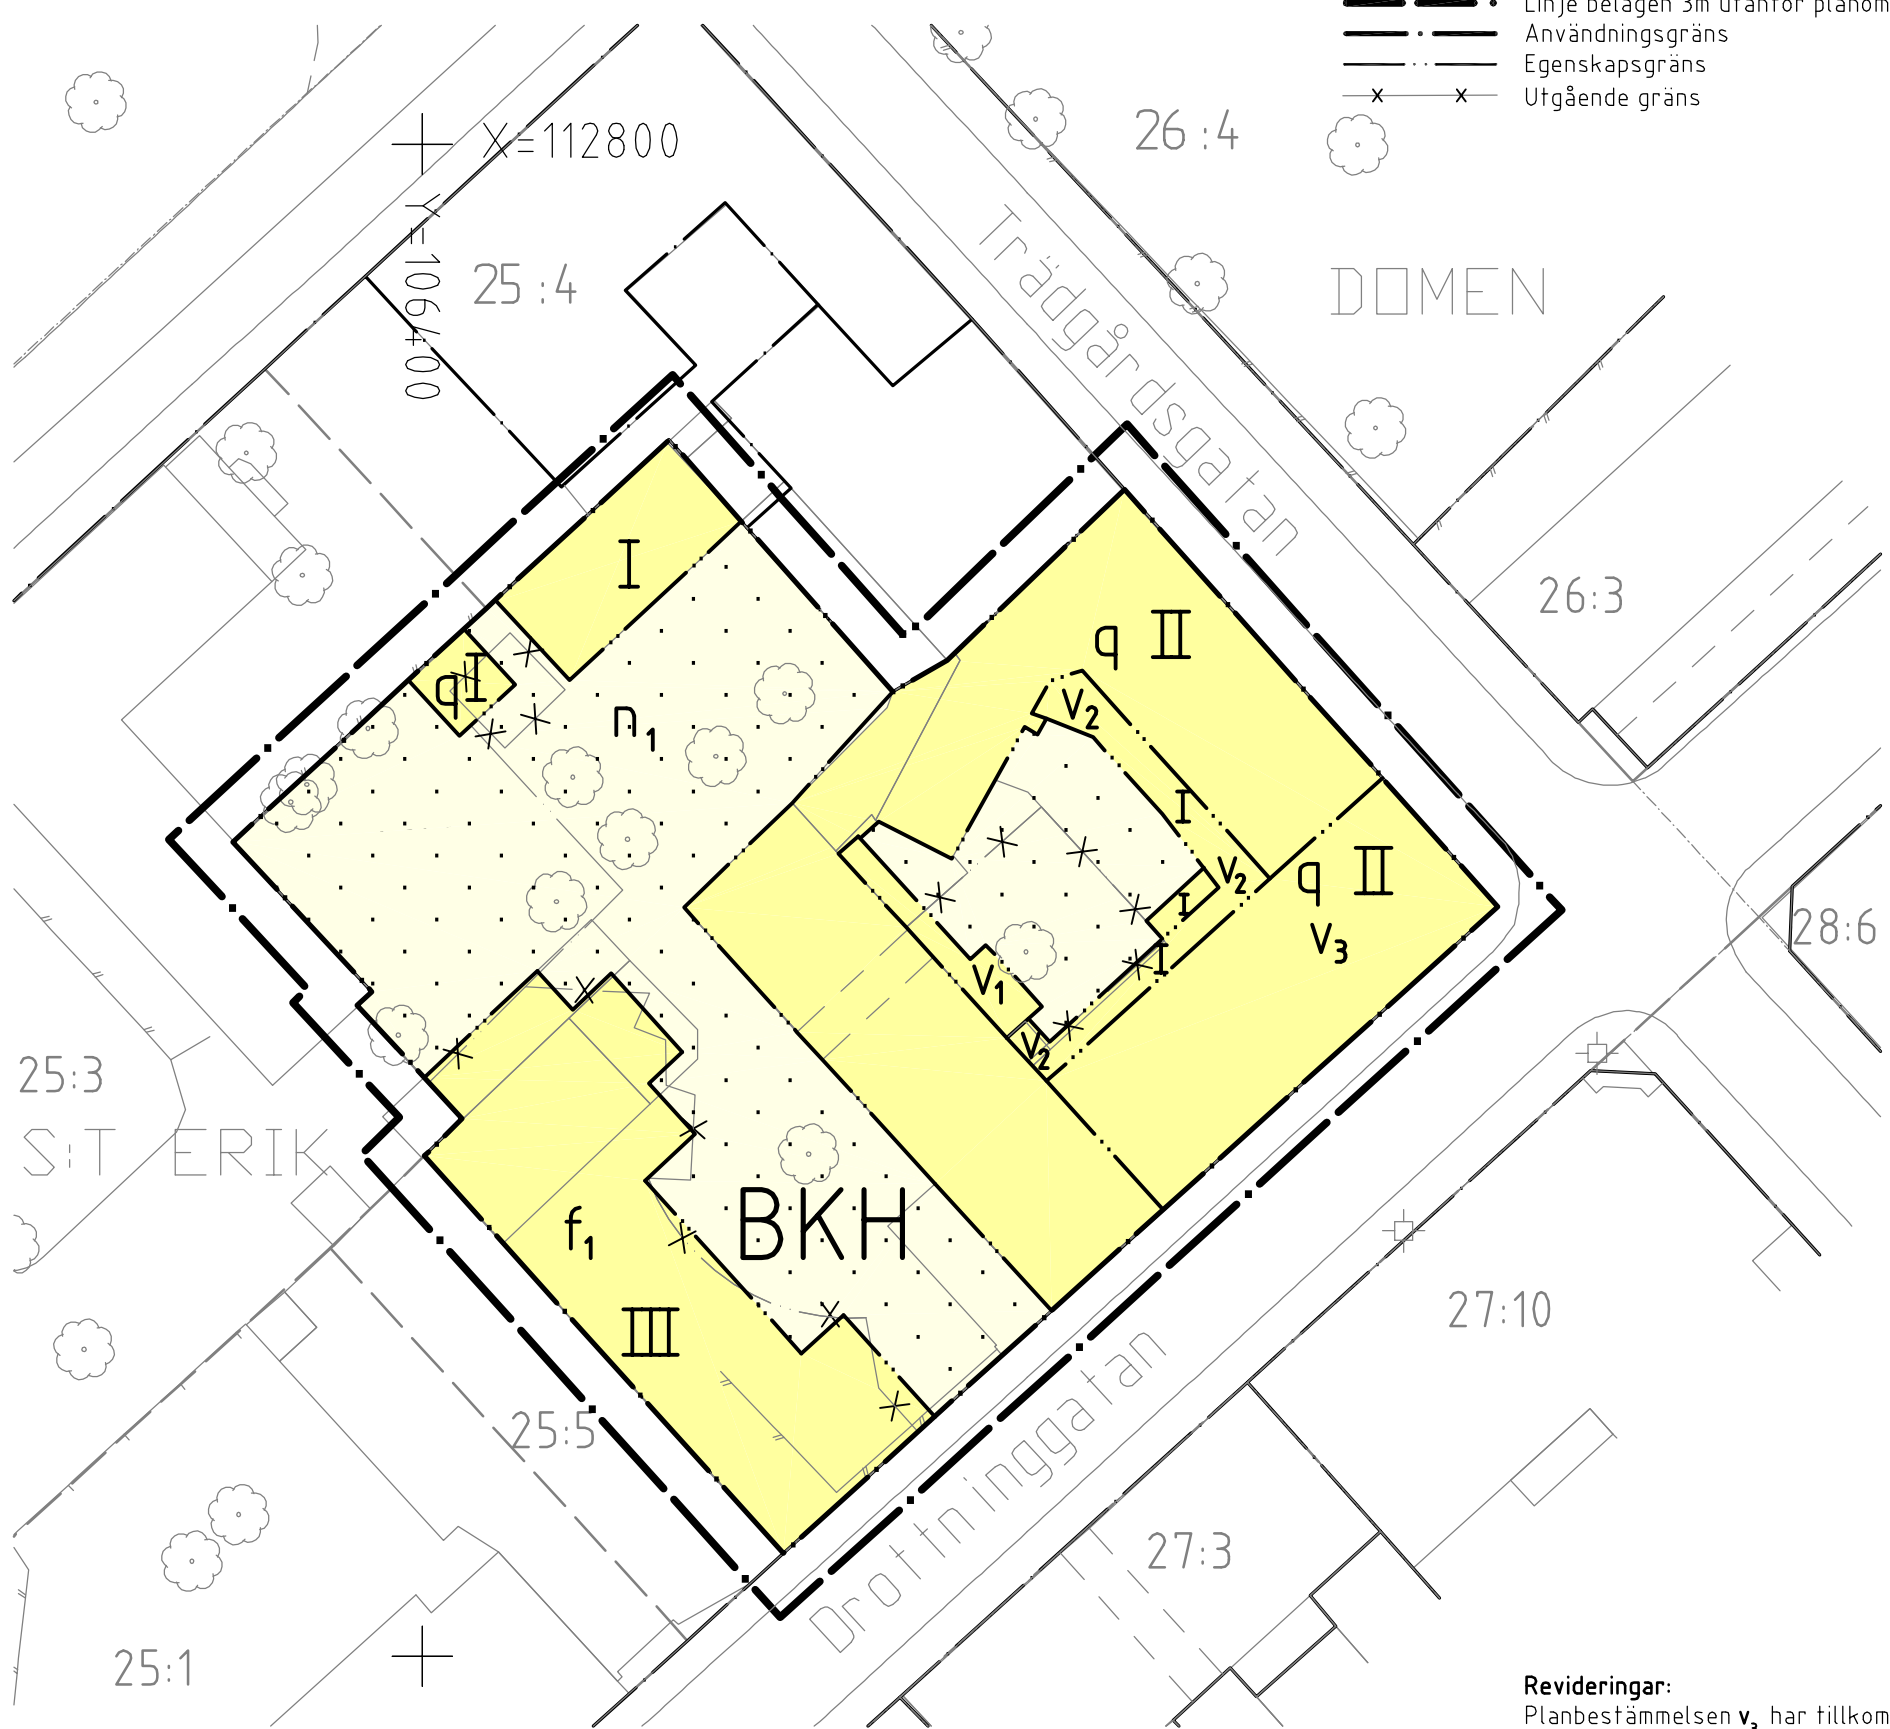 Linje belägen 3m utanför planom
Användningsgräns
Egenskapsgräns
Utgående gräns
X=112800
26:4
Y=106400
25:4
Trädgårdsgatan
DOMEN
I
26:3
q II
qI
n1
V2
I
V2
q II
I
V3
28:6
I
V1
V2
25:3
S:T ERIK
BKH
f1
III
27:10
25:5
Drottninggatan
27:3
25:1
Revideringar:
Planbestämmelsen v3 har tillkom